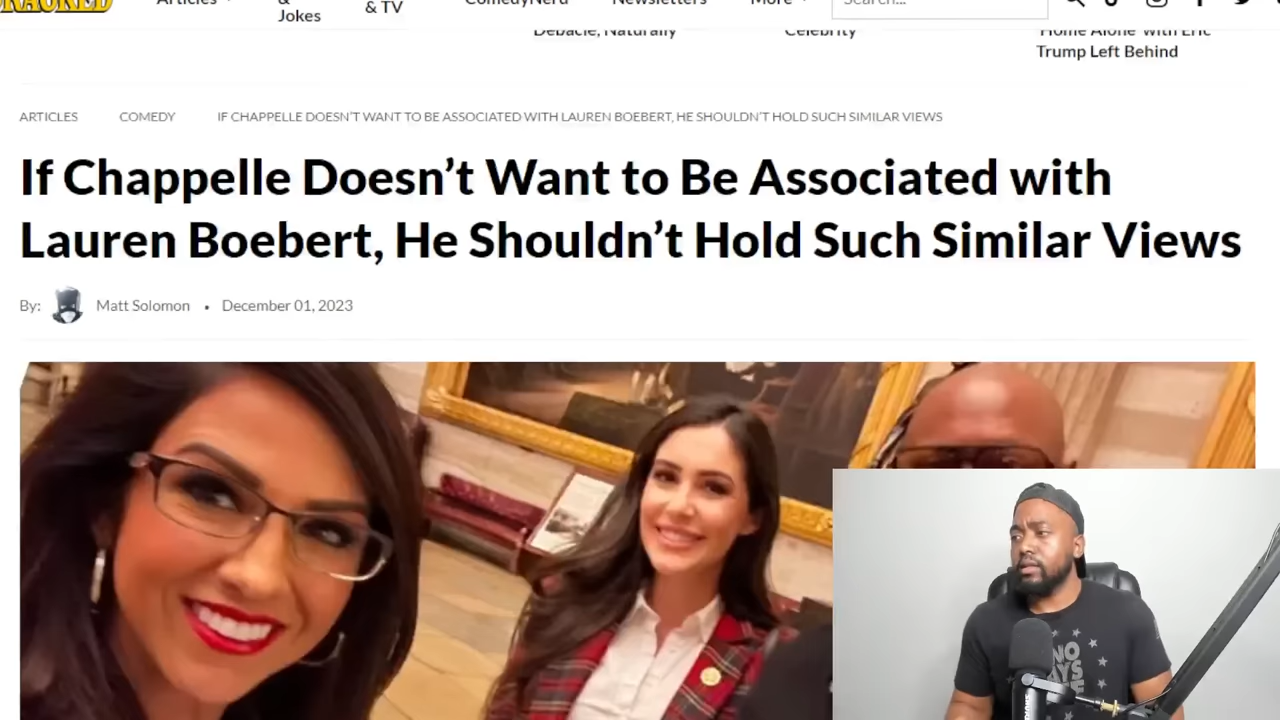 CRACKED
Articles
&
Jokes
& TV
ComedyNerd
Newsletters
More
Search...
Debacle, Naturally
Celebrity
Home Alone' with Eric
Trump Left Behind
ARTICLES COMEDY IF CHAPPELLE DOESN'T WANT TO BE ASSOCIATED WITH LAUREN BOEBERT, HE SHOULDN'T HOLD SUCH SIMILAR VIEWS
If Chappelle Doesn't Want to Be Associated with
Lauren Boebert, He Shouldn't Hold Such Similar Views
By: Matt Solomon • December 01, 2023
NO